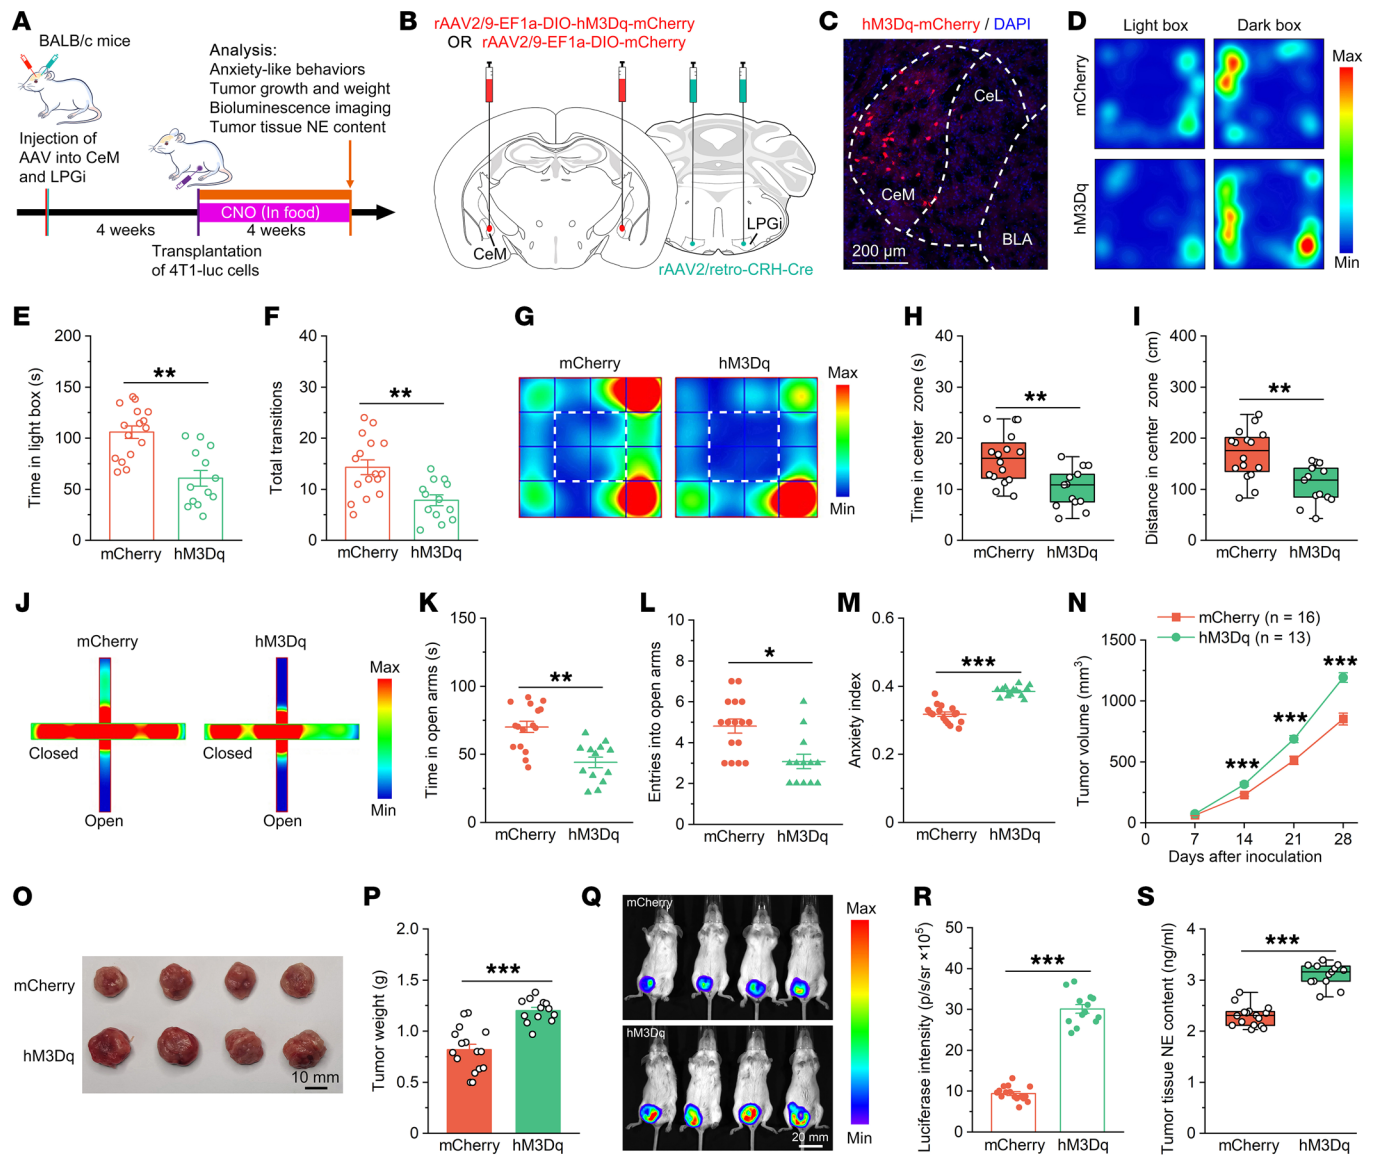 A
BALB/c mice
Injection of
AAV into CeM
and LPGi
Analysis:
Anxiety-like behaviors
Tumor growth and weight
Bioluminescence imaging
Tumor tissue NE content
CNO (In food)
4 weeks
4 weeks
Transplantation
of 4T1-luc cells
B
rAAV2/9-EF1a-DIO-hM3Dq-mCherry
OR rAAV2/9-EF1a-DIO-mCherry
CeM
LPGi
rAAV2/retro-CRH-Cre
C
hM3Dq-mCherry / DAPI
CeL
CeM
BLA
200 μm
D
Light box
Dark box
mCherry
hM3Dq
Max
Min
E
Time in light box (s)
200
150
100
50
0
**
mCherry
hM3Dq
F
Total transitions
40
30
20
10
0
**
mCherry
hM3Dq
G
mCherry
hM3Dq
Max
Min
H
Time in center zone (s)
40
30
20
10
0
**
mCherry
hM3Dq
I
Distance in center zone (cm)
400
300
200
100
0
**
mCherry
hM3Dq
J
mCherry
hM3Dq
Closed
Closed
Open
Open
Max
Min
K
Time in open arms (s)
150
100
50
0
**
mCherry
hM3Dq
L
Entries into open arms
10
8
6
4
2
0
*
mCherry
hM3Dq
M
Anxiety index
0.6
0.4
0.2
0
***
mCherry
hM3Dq
N
mCherry (n = 16)
hM3Dq (n = 13)
Tumor volume (mm³)
1500
1000
500
0
***
***
***
0
7
14
21
28
Days after inoculation
O
mCherry
hM3Dq
10 mm
P
Tumor weight (g)
2.0
1.5
1.0
0.5
0
***
mCherry
hM3Dq
Q
mCherry
hM3Dq
20 mm
Max
Min
R
Luciferase intensity (p/s/sr ×10⁵)
50
40
30
20
10
0
***
mCherry
hM3Dq
S
Tumor tissue NE content (ng/ml)
4
3
2
1
0
***
mCherry
hM3Dq